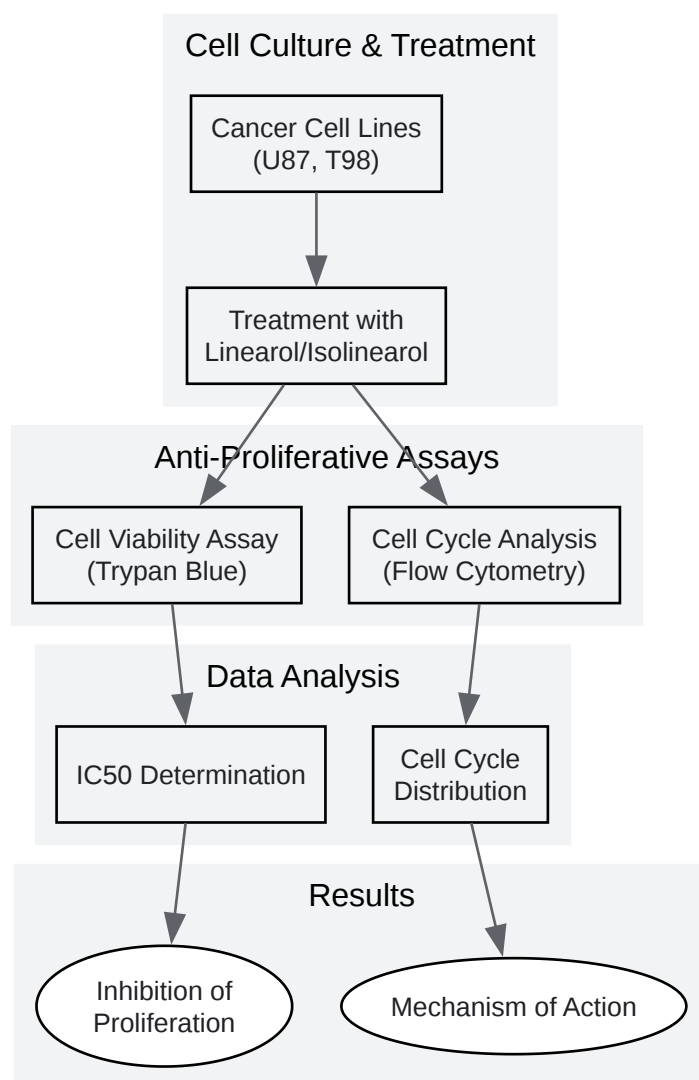 Cell Culture & Treatment
Cancer Cell Lines
(U87, T98)
Treatment with
Linearol/Isolinearol
Anti-Proliferative Assays
Cell Viability Assay
(Trypan Blue)
Cell Cycle Analysis
(Flow Cytometry)
Data Analysis
IC50 Determination
Cell Cycle
Distribution
Results
Inhibition of
Proliferation
Mechanism of Action